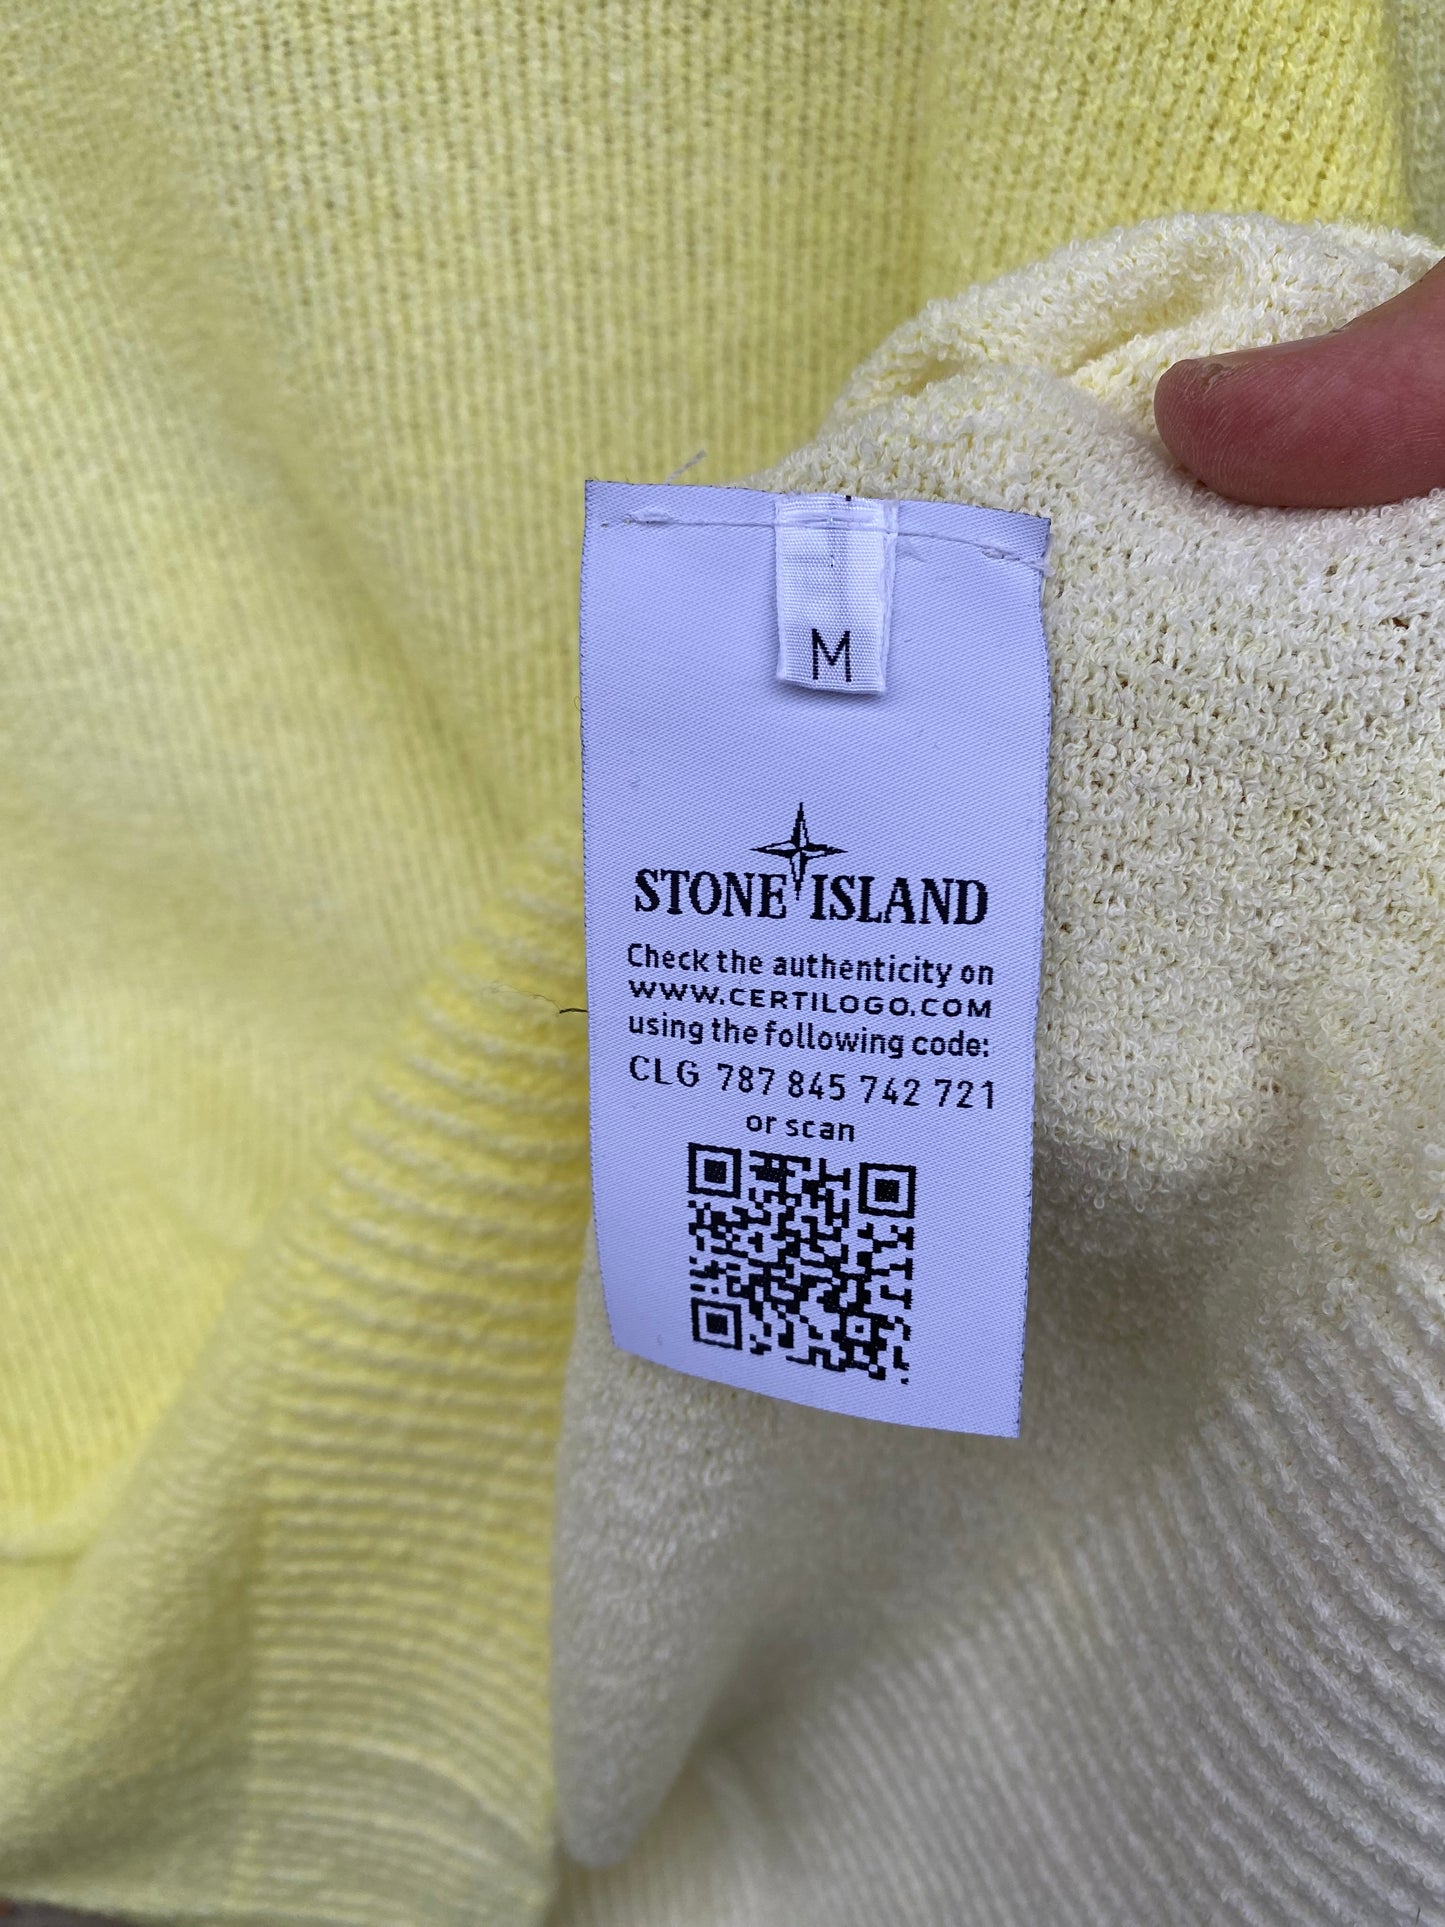 M
STONE ISLAND
Check the authenticity on
WWW.CERTILOGO.COM
using the following code:
CLG 787 845 742 721
or scan